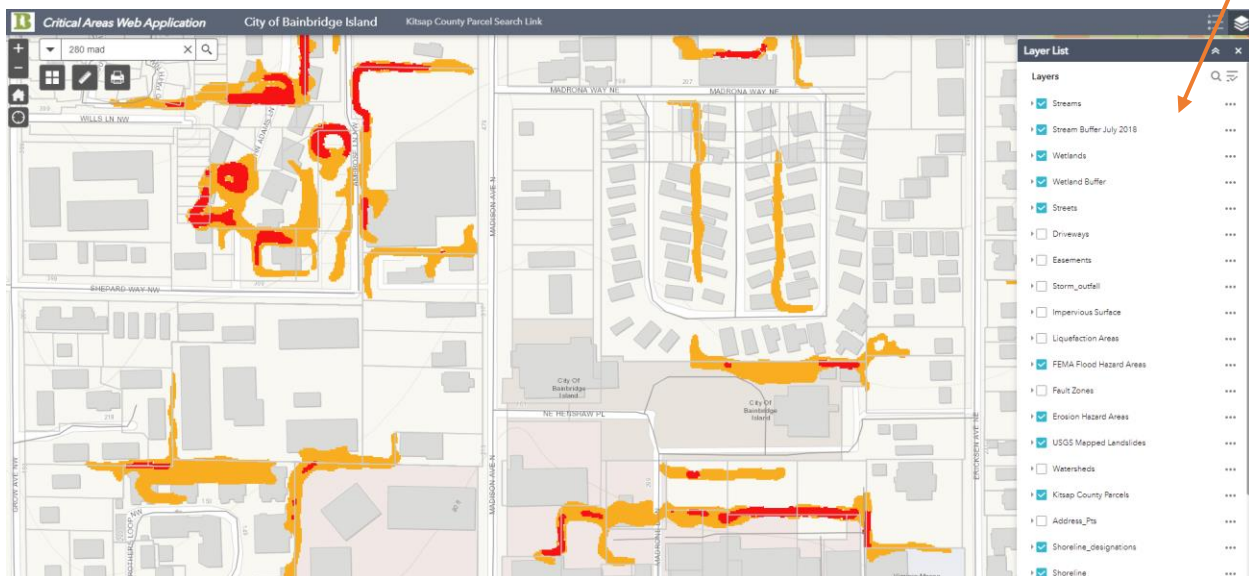 Critical Areas Web Application
City of Bainbridge Island
Kitsap County Parcel Search Link
280 mad
Layer List
Layers
Streams
Stream Buffer July 2018
Wetlands
Wetland Buffer
Streets
Driveways
Easements
Storm_outfall
Impervious Surface
Liquefaction Areas
FEMA Flood Hazard Areas
Fault Zones
Erosion Hazard Areas
USGS Mapped Landslides
Watersheds
Kitsap County Parcels
Address_Pts
Shoreline_designations
Shoreline
WILLS LN NW
MADRONA WAY NE
MADRONA WAY NE
MADISON AVE N
SHEPARD WAY NW
City Of
Bainbridge
Island
City Of
Bainbridge
Island
NE HENSHAW PL
ERICKSEN AVE NE
GROW AVE NW
MADISON AVE N